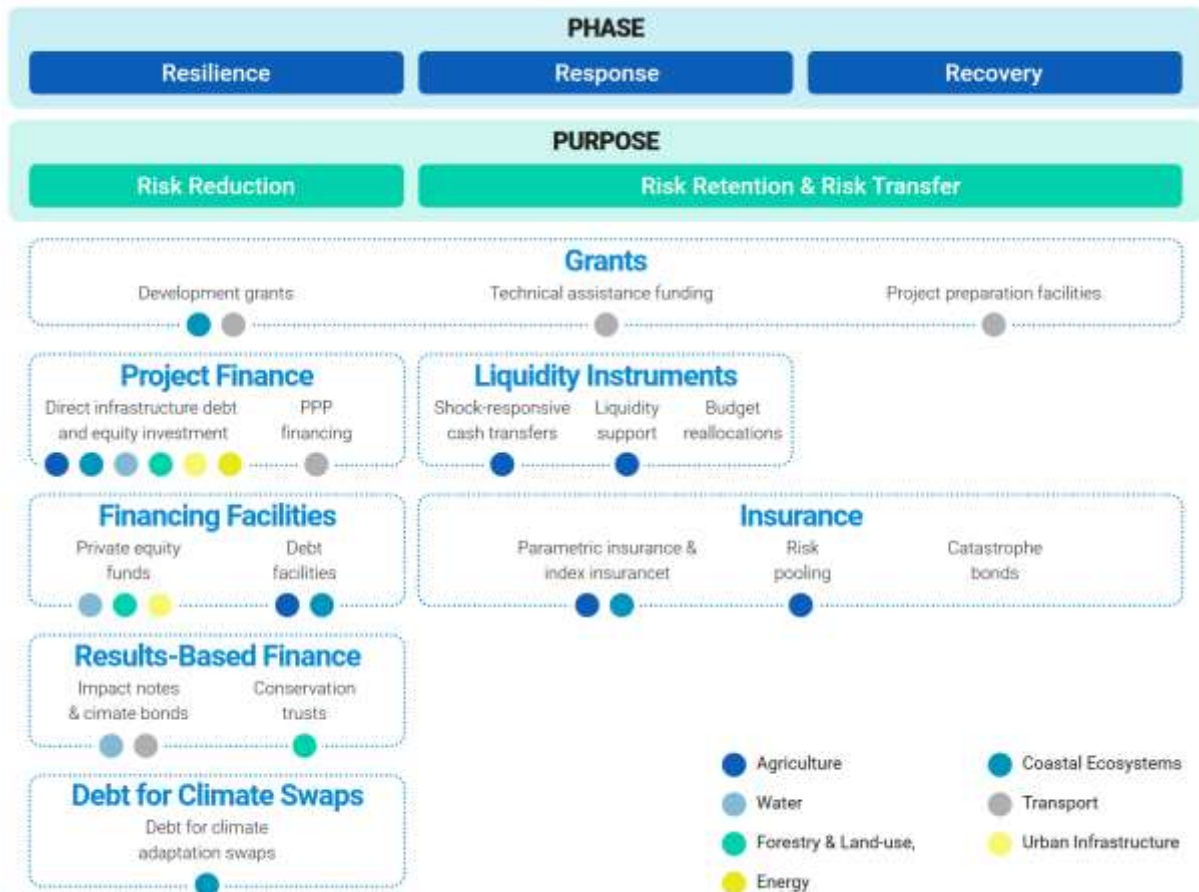 PHASE
Resilience
Response
Recovery
PURPOSE
Risk Reduction
Risk Retention & Risk Transfer
Grants
Development grants
Technical assistance funding
Project preparation facilities
Project Finance
Direct infrastructure debt
and equity investment
PPP
financing
Liquidity Instruments
Shock-responsive
cash transfers
Liquidity
support
Budget
reallocations
Financing Facilities
Private equity
funds
Debt
facilities
Insurance
Parametric insurance &
index insurancet
Risk
pooling
Catastrophe
bonds
Results-Based Finance
Impact notes
& cimate bonds
Conservation
trusts
Debt for Climate Swaps
Debt for climate
adaptation swaps
Agriculture
Water
Forestry & Land-use,
Energy
Coastal Ecosystems
Transport
Urban Infrastructure